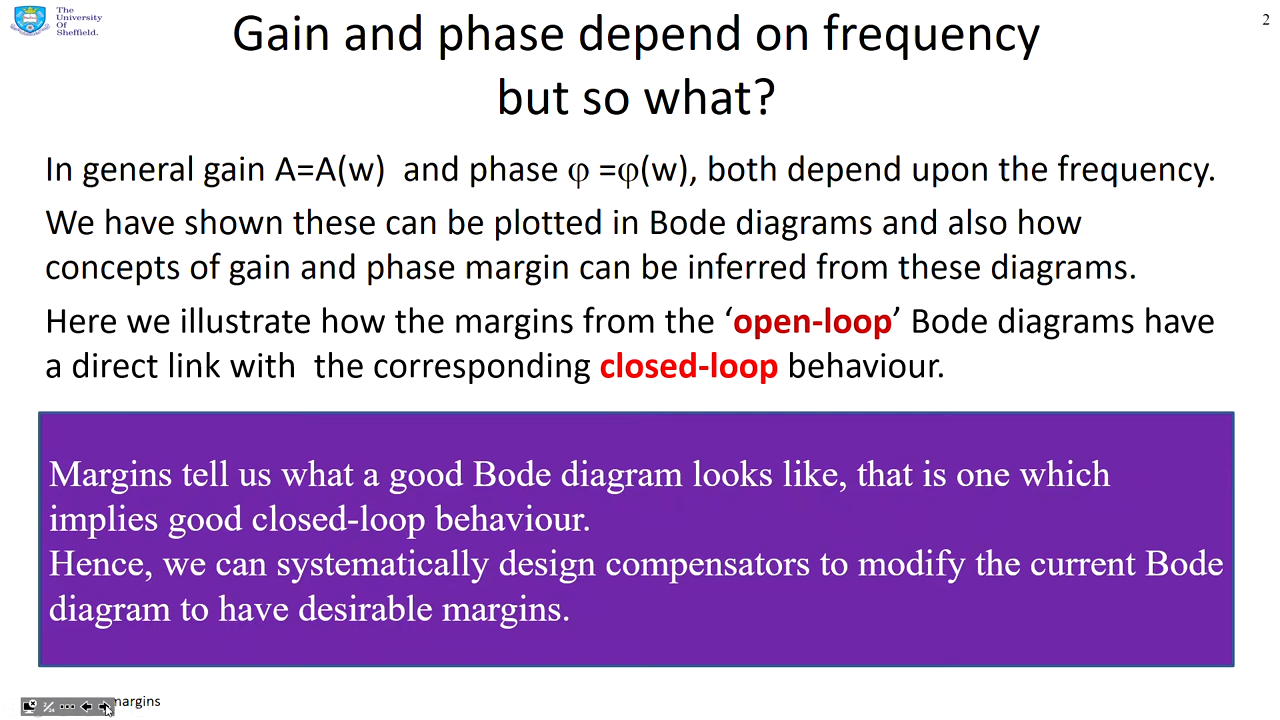 The
University
Of
Sheffield.
2
Gain and phase depend on frequency
but so what?
In general gain A=A(w)  and phase φ =φ(w), both depend upon the frequency.
We have shown these can be plotted in Bode diagrams and also how
concepts of gain and phase margin can be inferred from these diagrams.
Here we illustrate how the margins from the ‘open-loop’ Bode diagrams have
a direct link with  the corresponding closed-loop behaviour.
Margins tell us what a good Bode diagram looks like, that is one which
implies good closed-loop behaviour.
Hence, we can systematically design compensators to modify the current Bode
diagram to have desirable margins.
margins